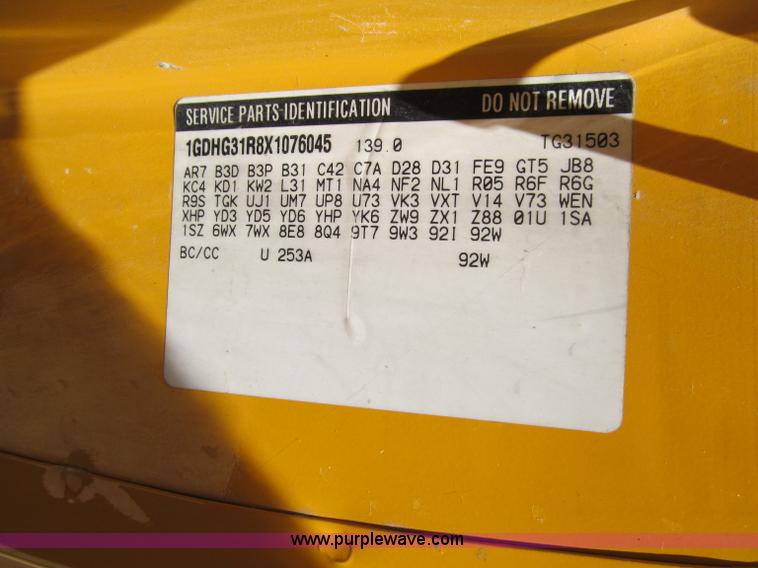 SERVICE PARTS IDENTIFICATION DO NOT REMOVE
1GDHG31R8X1076045 139.0 TG31503
AR7 B3D B3P B31 C42 C7A D28 D31 FE9 GT5 JB8
KC4 KD1 KW2 L31 MT1 NA4 NF2 NL1 R05 R6F R6G
R9S TGK UJ1 UM7 UP8 U73 VK3 VXT V14 V73 WEN
XHP YD3 YD5 YD6 YHP YK6 ZW9 ZX1 Z88 01U 1SA
1SZ 6WX 7WX 8E8 8Q4 9T7 9W3 92I 92W
BC/CC U 253A 92W
www.purplewave.com